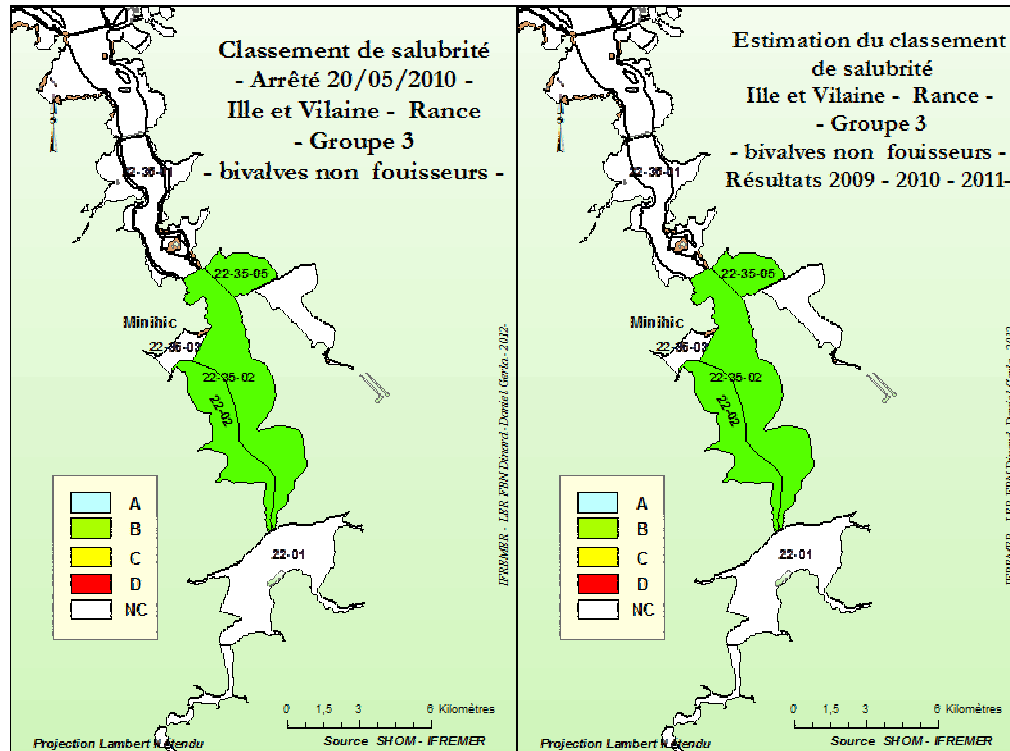 Classement de salubrité
- Arrêté 20/05/2010 -
Ille et Vilaine - Rance
- Groupe 3
- bivalves non fouisseurs -
22-35-05
Minihic
22-35-02
22-02
22-01
A
B
C
D
NC
IFREMER - LER FBN Dinard - Daniel Gerla - 2012-
0 1,5 3 6 Kilomètres
Projection Lambert II étendu
Source SHOM - IFREMER
Estimation du classement
de salubrité
Ille et Vilaine - Rance -
- Groupe 3
- bivalves non fouisseurs -
Résultats 2009 - 2010 - 2011-
22-35-05
Minihic
22-35-02
22-02
22-01
A
B
C
D
NC
0 1,5 3 6 Kilomètres
Projection Lambert II étendu
Source SHOM - IFREMER